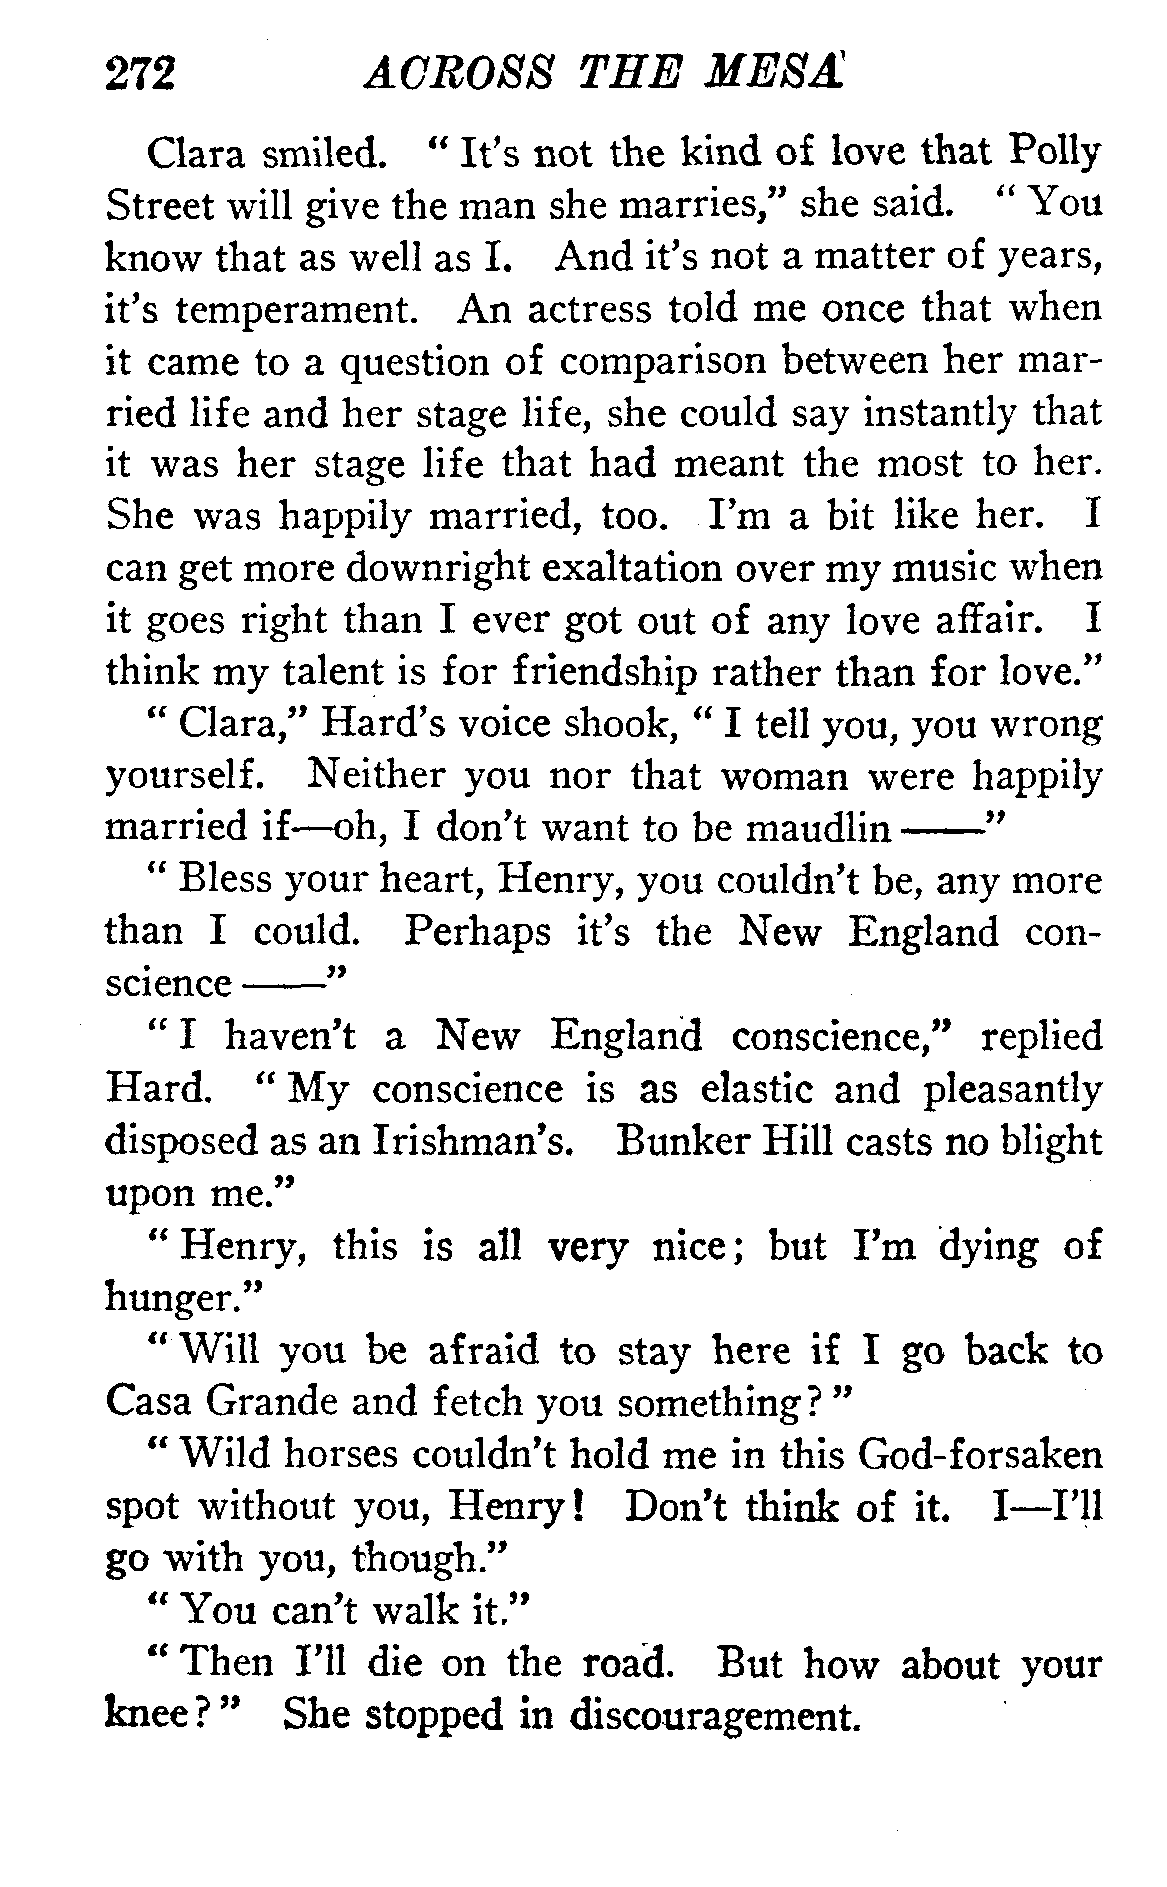 272 ACROSS THE MESA
Clara smiled. " It's not the kind of love that Polly
Street will give the man she marries," she said. " You
know that as well as I. And it's not a matter of years,
it's temperament. An actress told me once that when
it came to a question of comparison between her mar-
ried life and her stage life, she could say instantly that
it was her stage life that had meant the most to her.
She was happily married, too. I'm a bit like her. I
can get more downright exaltation over my music when
it goes right than I ever got out of any love affair. I
think my talent is for friendship rather than for love."
" Clara," Hard's voice shook, " I tell you, you wrong
yourself. Neither you nor that woman were happily
married if—oh, I don't want to be maudlin ——"
" Bless your heart, Henry, you couldn't be, any more
than I could. Perhaps it's the New England con-
science ——"
" I haven't a New England conscience," replied
Hard. " My conscience is as elastic and pleasantly
disposed as an Irishman's. Bunker Hill casts no blight
upon me."
" Henry, this is all very nice; but I'm dying of
hunger."
" Will you be afraid to stay here if I go back to
Casa Grande and fetch you something? "
" Wild horses couldn't hold me in this God-forsaken
spot without you, Henry! Don't think of it. I—I'll
go with you, though."
" You can't walk it."
" Then I'll die on the road. But how about your
knee? " She stopped in discouragement.